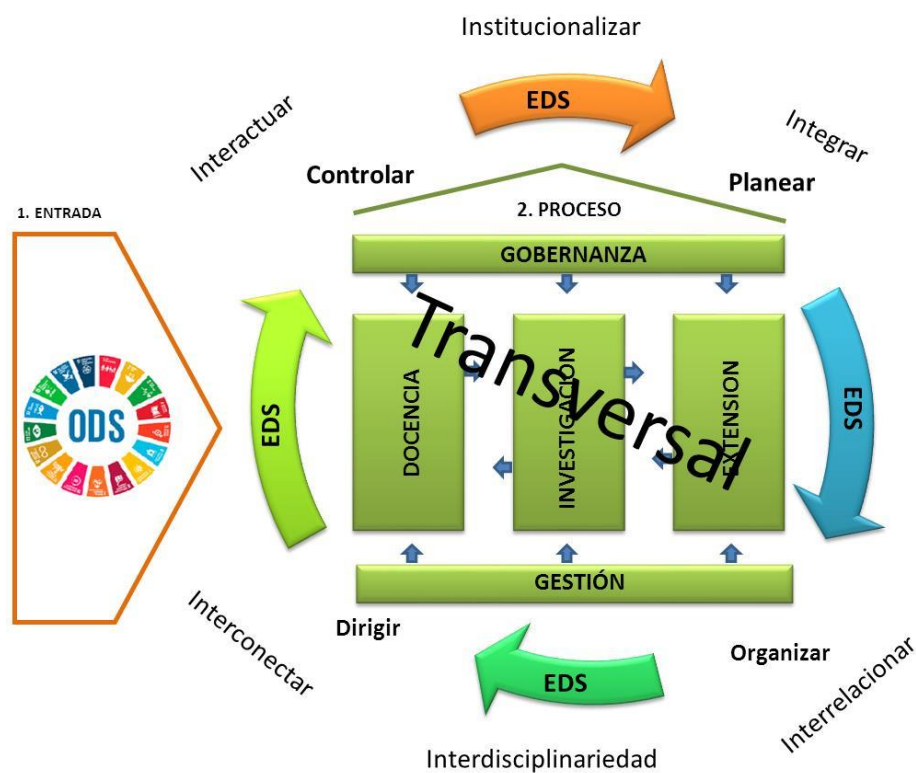 Institucionalizar
EDS
Interactuar
Integrar
Controlar
Planear
1. ENTRADA
2. PROCESO
GOBERNANZA
Transversal
ODS
EDS
DOCENCIA
INVESTIGACION
EXTENSION
EDS
GESTIÓN
Interconectar
Dirigir
Organizar
Interrelacionar
EDS
Interdisciplinariedad